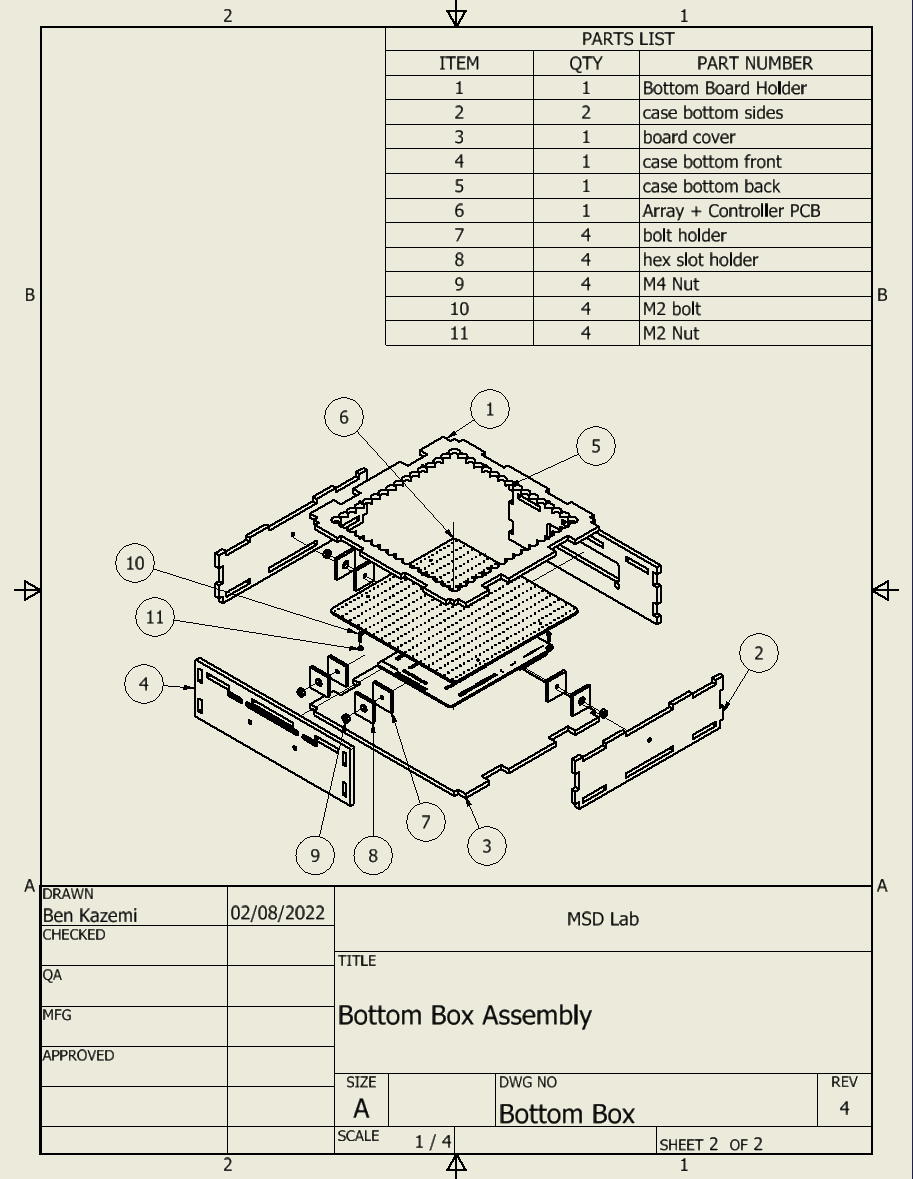 2 1
PARTS LIST
ITEM QTY PART NUMBER
1 1 Bottom Board Holder
2 2 case bottom sides
3 1 board cover
4 1 case bottom front
5 1 case bottom back
6 1 Array + Controller PCB
7 4 bolt holder
8 4 hex slot holder
9 4 M4 Nut
B B
10 4 M2 bolt
11 4 M2 Nut
1
6
5
10
11
2
4
7
3
9 8
A A
DRAWN
Ben Kazemi 02/08/2022
MSD Lab
CHECKED
TITLE
QA
MFG
Bottom Box Assembly
APPROVED
SIZE DWG NO REV
A Bottom Box 4
SCALE 1 / 4 SHEET 2 OF 2
2 1